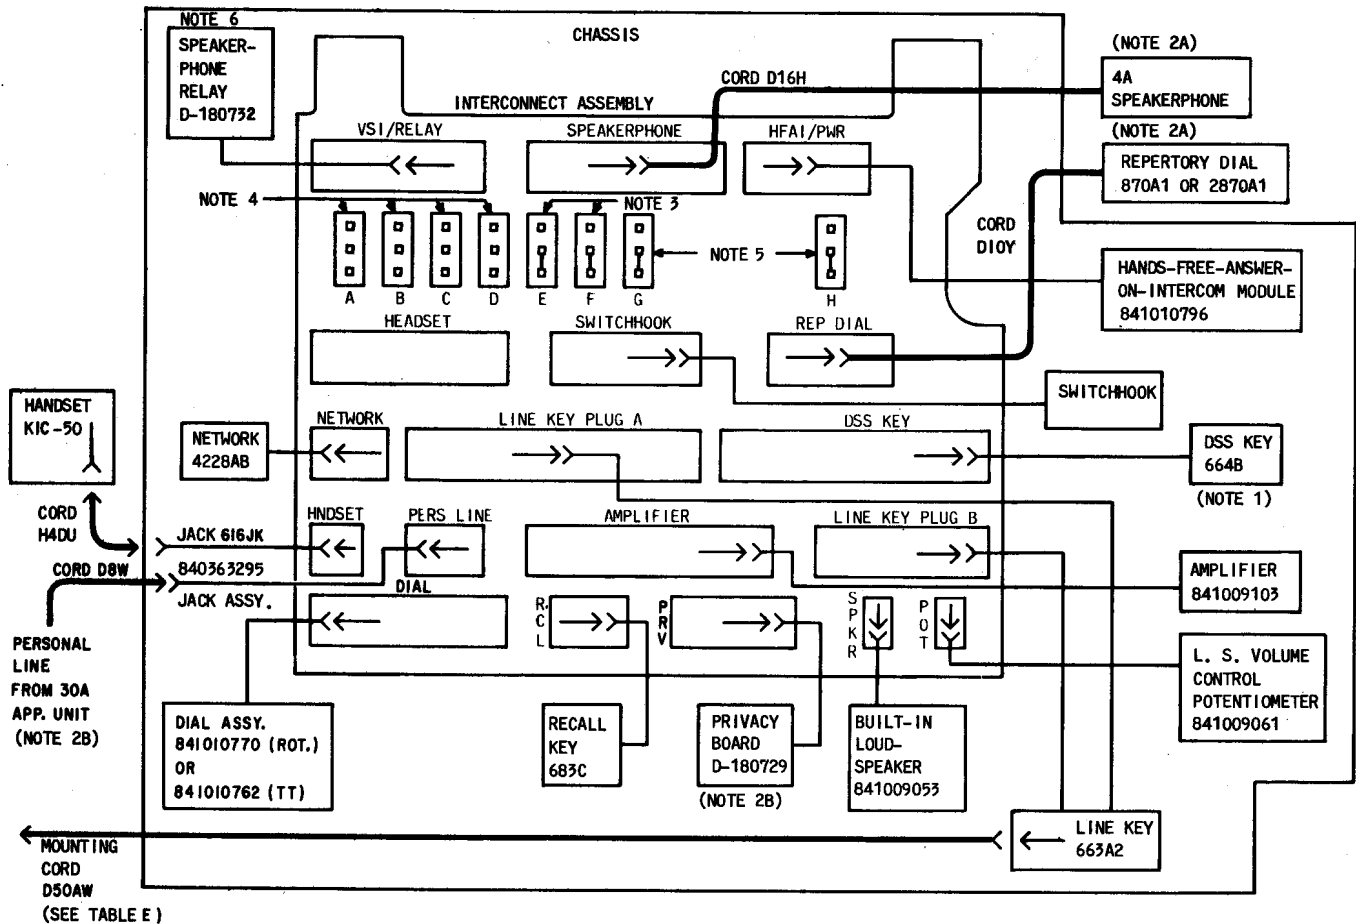 NOTE 6
SPEAKER-
PHONE
RELAY
D-180732
CHASSIS
(NOTE 2A)
4A
SPEAKERPHONE
CORD D16H
INTERCONNECT ASSEMBLY
VSI/RELAY
SPEAKERPHONE
HFAI/PWR
(NOTE 2A)
REPERTORY DIAL
870A1 OR 2870A1
NOTE 4
NOTE 3
NOTE 5
CORD
D10Y
A
B
C
D
E
F
G
H
HANDS-FREE-ANSWER-
ON-INTERCOM MODULE
841010796
HEADSET
SWITCHHOOK
REP DIAL
SWITCHHOOK
HANDSET
KIC-50
NETWORK
4228AB
NETWORK
LINE KEY PLUG A
DSS KEY
DSS KEY
664B
(NOTE 1)
CORD
H4DU
JACK 616JK
HNDSET
PERS LINE
AMPLIFIER
LINE KEY PLUG B
CORD D8W
840363295
JACK ASSY.
AMPLIFIER
841009103
DIAL
RCL
PRV
SPKR
POT
PERSONAL
LINE
FROM 30A
APP. UNIT
(NOTE 2B)
L. S. VOLUME
CONTROL
POTENTIOMETER
841009061
DIAL ASSY.
841010770 (ROT.)
OR
841010762 (TT)
RECALL
KEY
683C
PRIVACY
BOARD
D-180729
(NOTE 2B)
BUILT-IN
LOUD-
SPEAKER
841009053
LINE KEY
663A2
MOUNTING
CORD
D50AW
(SEE TABLE E)